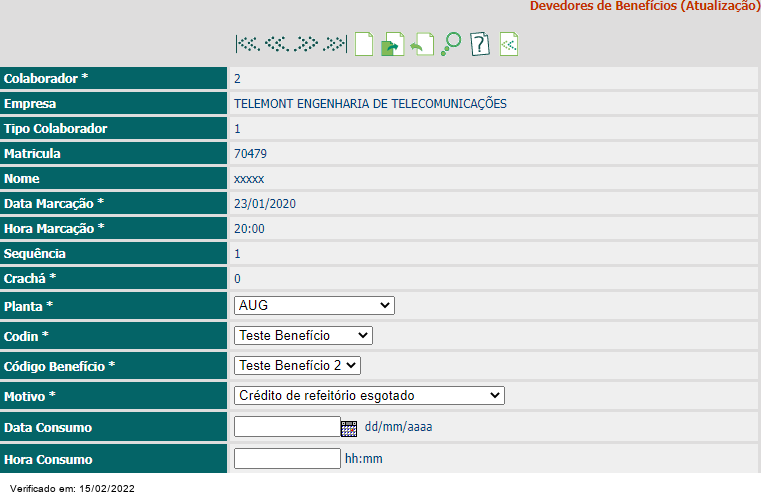 Devedores de Benefícios (Atualização)
Colaborador * 2
Empresa TELEMONT ENGENHARIA DE TELECOMUNICAÇÕES
Tipo Colaborador 1
Matricula 70479
Nome xxxxx
Data Marcação * 23/01/2020
Hora Marcação * 20:00
Sequência 1
Crachá * 0
Planta * AUG
Codin * Teste Benefício
Código Benefício * Teste Benefício 2
Motivo * Crédito de refeitório esgotado
Data Consumo dd/mm/aaaa
Hora Consumo hh:mm
Verificado em: 15/02/2022